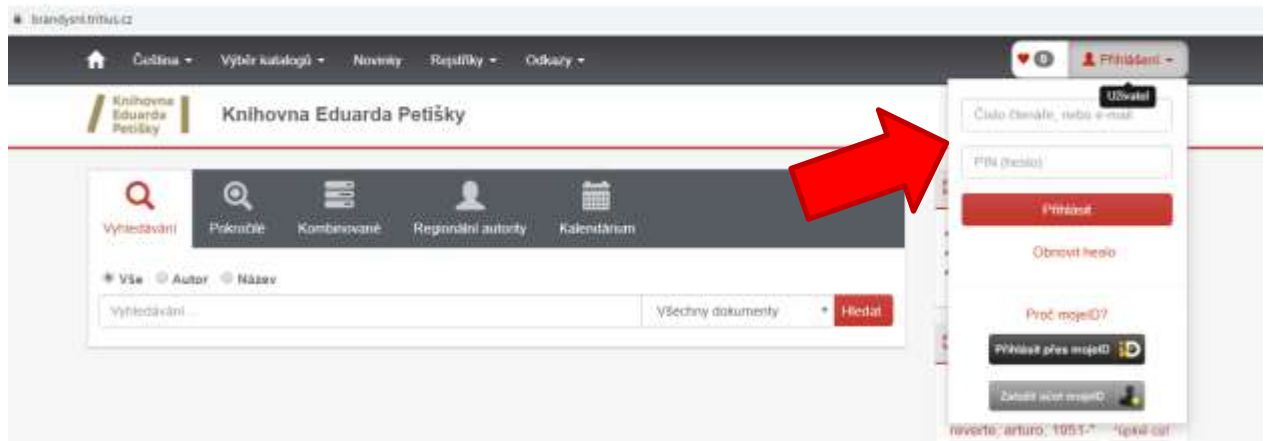 brandysnl.tritius.cz
Čeština Výběr katalogů Novinky Rejstříky Odkazy 0 Přihlášení
Uživatel
Knihovna
Eduarda
Petišky
Knihovna Eduarda Petišky
Číslo čtenáře, nebo e-mail
PIN (heslo)
Přihlásit
Obnovit heslo
Proč mojeID?
Přihlásit přes mojeID
Založit účet mojeID
Vyhledávání Pokročilé Kombinované Regionální autority Kalendárium
Vše Autor Název
Vyhledávání... Všechny dokumenty Hledat
reverte, arturo, 1951-"